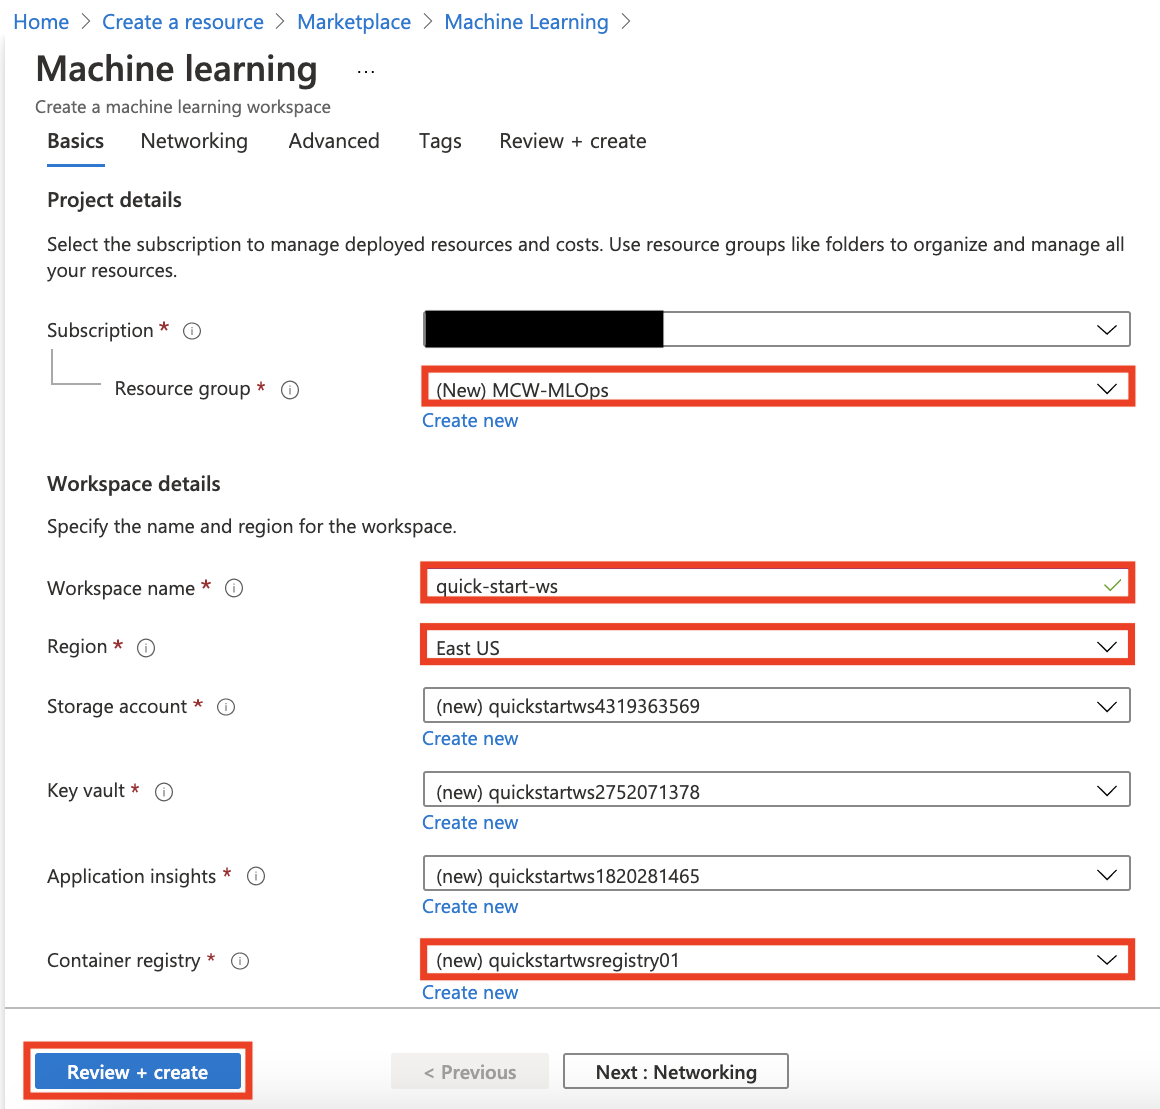 Home > Create a resource > Marketplace > Machine Learning >
Machine learning ...
Create a machine learning workspace
Basics Networking Advanced Tags Review + create
Project details
Select the subscription to manage deployed resources and costs. Use resource groups like folders to organize and manage all
your resources.
Subscription *
Resource group * (New) MCW-MLOps
Create new
Workspace details
Specify the name and region for the workspace.
Workspace name * quick-start-ws
Region * East US
Storage account * (new) quickstartws4319363569
Create new
Key vault * (new) quickstartws2752071378
Create new
Application insights * (new) quickstartws1820281465
Create new
Container registry * (new) quickstartwsregistry01
Create new
Review + create < Previous Next : Networking